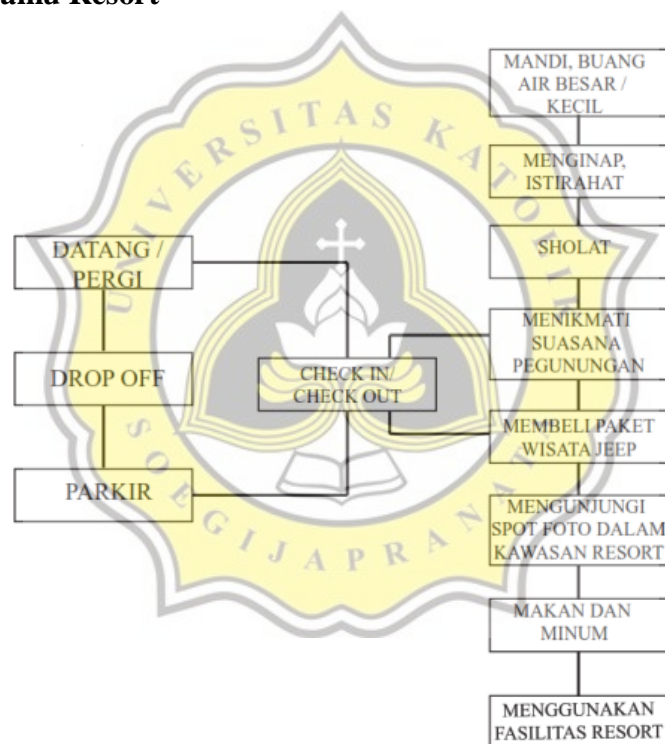 Resort
DATANG /
PERGI
DROP OFF
PARKIR
CHECK IN/
CHECK OUT
MANDI, BUANG
AIR BESAR /
KECIL
MENGINAP,
ISTIRAHAT
SHOLAT
MENIKMATI
SUASANA
PEGUNUNGAN
MEMBELI PAKET
WISATA JEEP
MENGUNJUNGI
SPOT FOTO DALAM
KAWASAN RESORT
MAKAN DAN
MINUM
MENGGUNAKAN
FASILITAS RESORT
UNIVERSITAS KATOLIK
SOEGIJAPRANATA